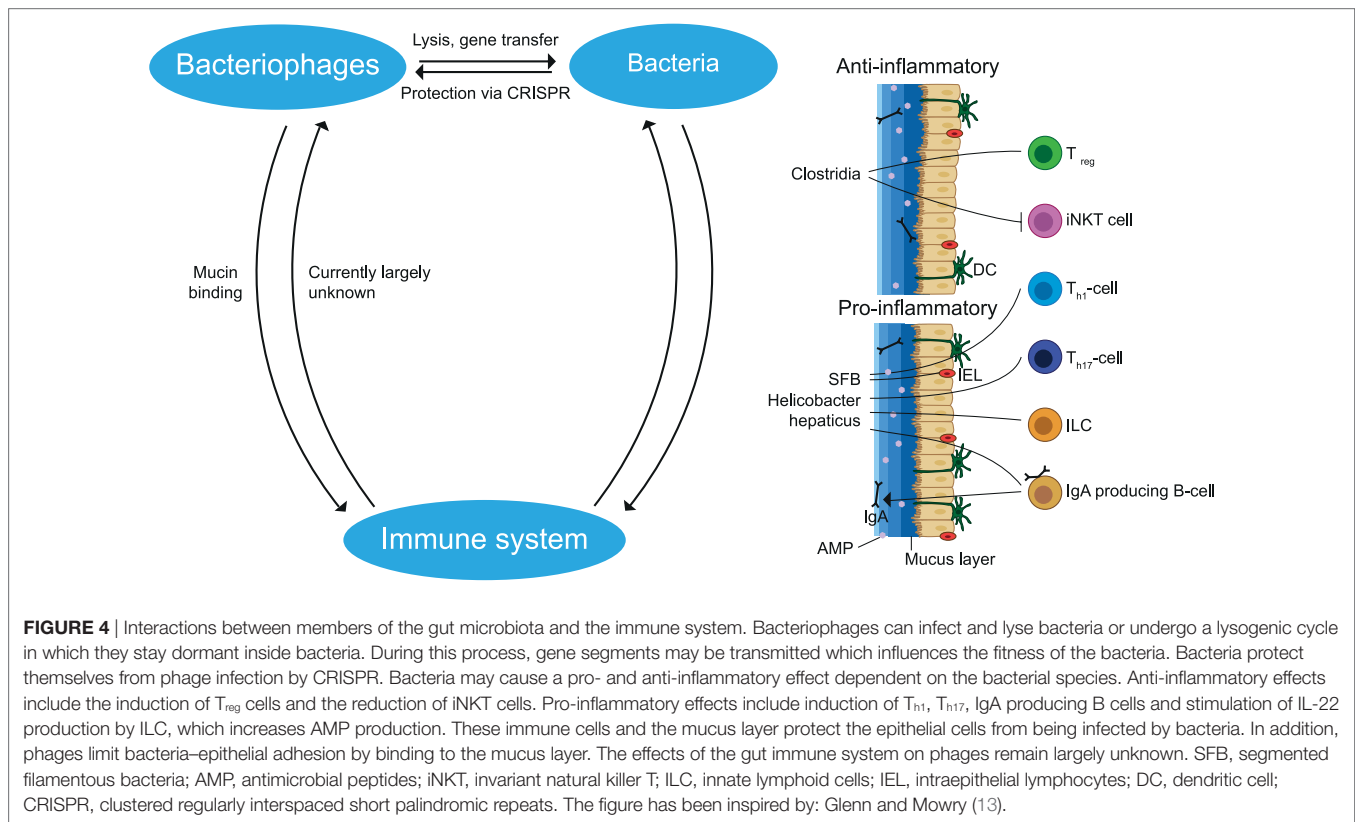 Bacteriophages
Lysis, gene transfer
Protection via CRISPR
Bacteria
Mucin
binding
Currently largely
unknown
Immune system
Anti-inflammatory
Clostridia
DC
T reg
iNKT cell
Pro-inflammatory
SFB
IEL
Helicobacter
hepaticus
IgA
AMP
Mucus layer
Th1-cell
Th17-cell
ILC
IgA producing B-cell
FIGURE 4 | Interactions between members of the gut microbiota and the immune system. Bacteriophages can infect and lyse bacteria or undergo a lysogenic cycle
in which they stay dormant inside bacteria. During this process, gene segments may be transmitted which influences the fitness of the bacteria. Bacteria protect
themselves from phage infection by CRISPR. Bacteria may cause a pro- and anti-inflammatory effect dependent on the bacterial species. Anti-inflammatory effects
include the induction of Treg cells and the reduction of iNKT cells. Pro-inflammatory effects include induction of Th1, Th17, IgA producing B cells and stimulation of IL-22
production by ILC, which increases AMP production. These immune cells and the mucus layer protect the epithelial cells from being infected by bacteria. In addition,
phages limit bacteria–epithelial adhesion by binding to the mucus layer. The effects of the gut immune system on phages remain largely unknown. SFB, segmented
filamentous bacteria; AMP, antimicrobial peptides; iNKT, invariant natural killer T; ILC, innate lymphoid cells; IEL, intraepithelial lymphocytes; DC, dendritic cell;
CRISPR, clustered regularly interspaced short palindromic repeats. The figure has been inspired by: Glenn and Mowry (13).